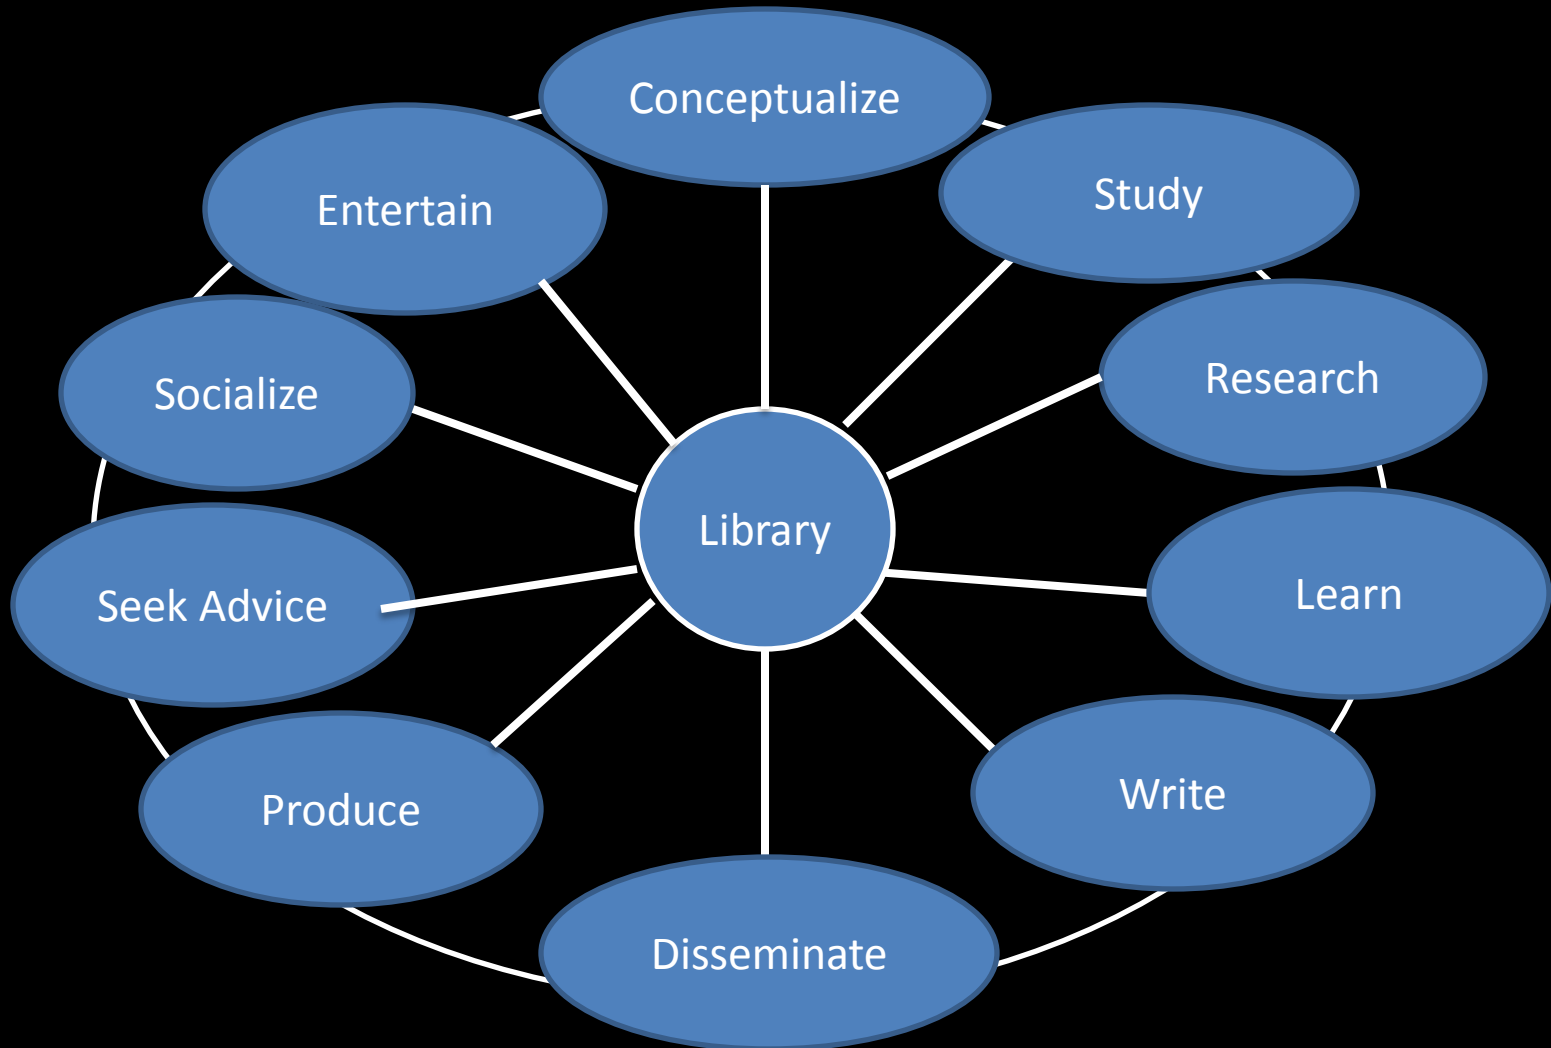 Conceptualize
Study
Entertain
Research
Socialize
Library
Learn
Seek Advice
Write
Produce
Disseminate